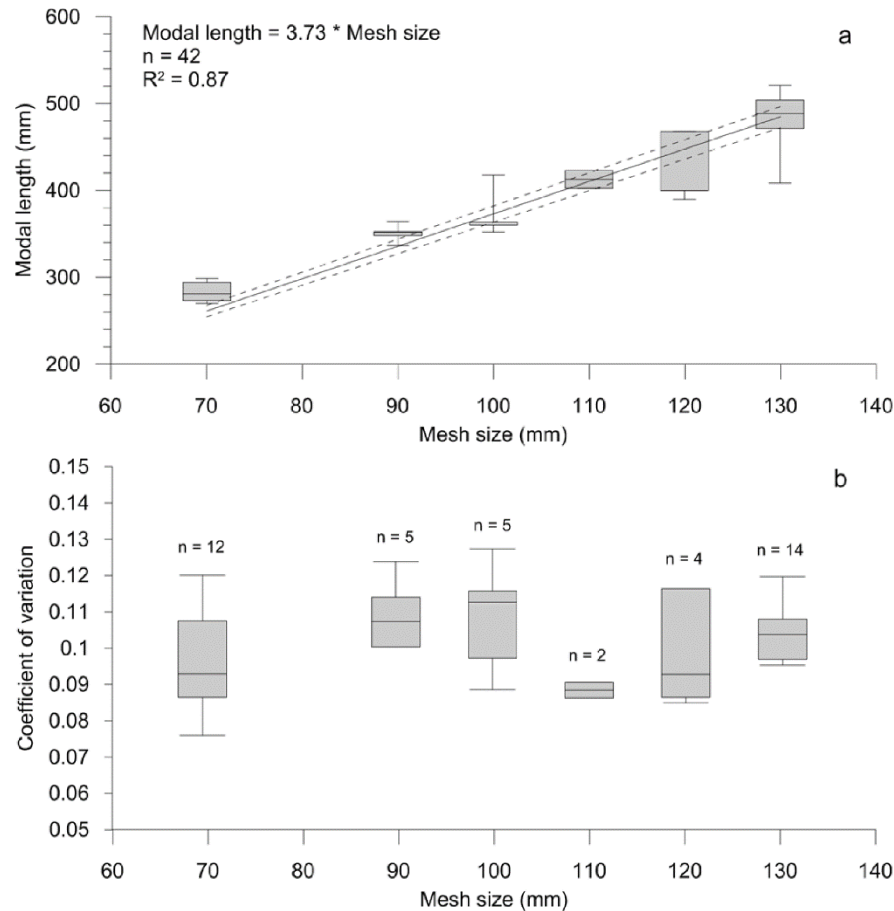 600
500
400
300
200
Modal length (mm)
Modal length = 3.73 * Mesh size
n = 42
R² = 0.87
a
60 70 80 90 100 110 120 130 140
Mesh size (mm)
0.15
0.14
0.13
0.12
0.11
0.1
0.09
0.08
0.07
0.06
0.05
Coefficient of variation
b
n = 12
n = 5
n = 5
n = 2
n = 4
n = 14
60 70 80 90 100 110 120 130 140
Mesh size (mm)